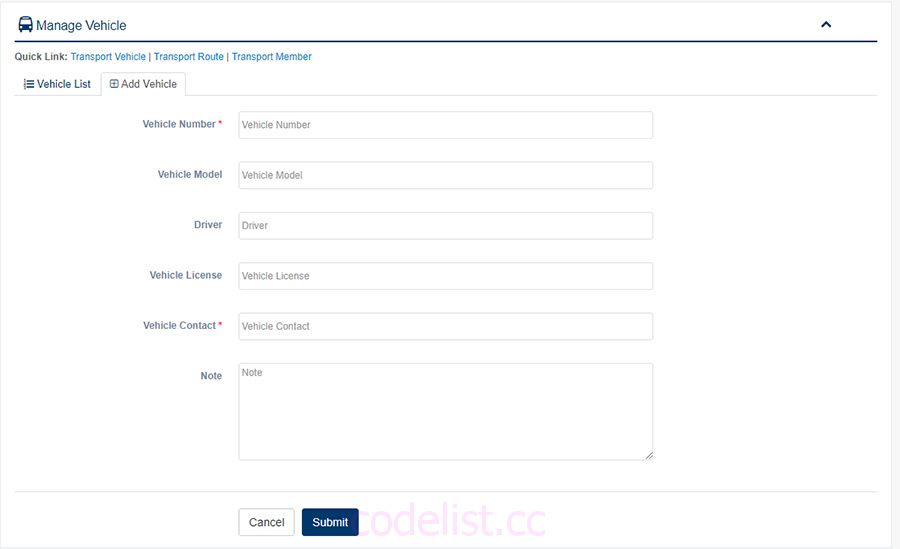 Manage Vehicle
Quick Link: Transport Vehicle | Transport Route | Transport Member
Vehicle List Add Vehicle
Vehicle Number * Vehicle Number
Vehicle Model Vehicle Model
Driver Driver
Vehicle License Vehicle License
Vehicle Contact * Vehicle Contact
Note Note
Cancel Submit codelist.cc